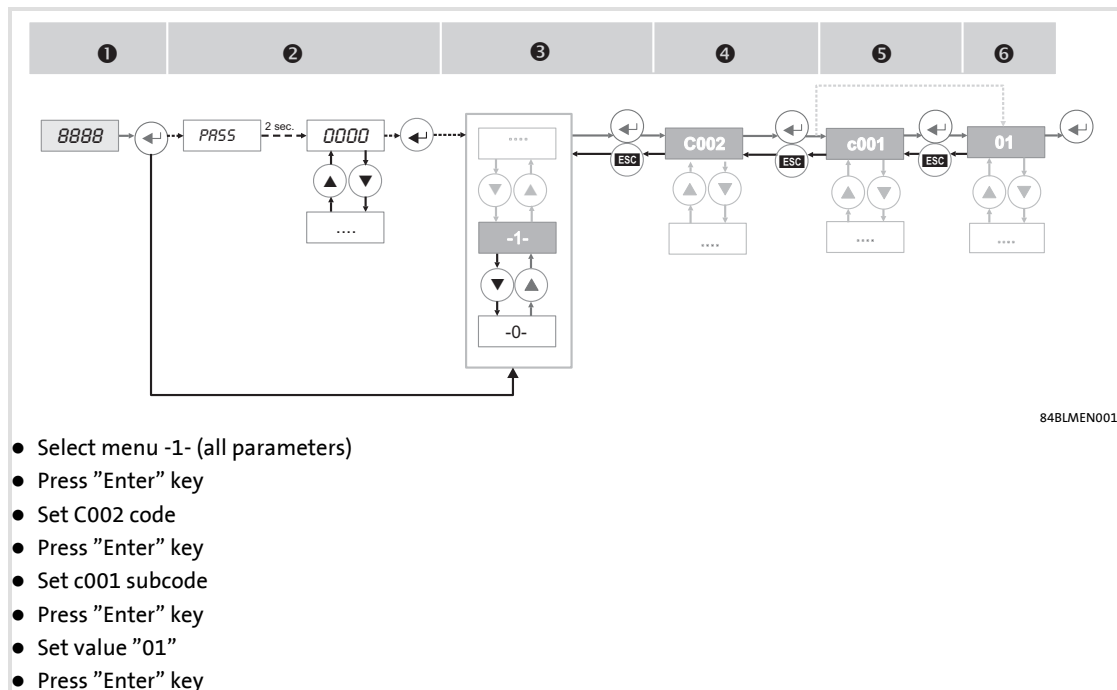 ❶ ❷ ❸ ❹ ❺ ❻
8888 PASS 2 sec. 0000 .... C002 c001 01
ESC ESC ESC
.... -1- .... .... ....
-0-
84BLMEN001
● Select menu -1- (all parameters)
● Press ”Enter” key
● Set C002 code
● Press ”Enter” key
● Set c001 subcode
● Press ”Enter” key
● Set value ”01”
● Press ”Enter” key